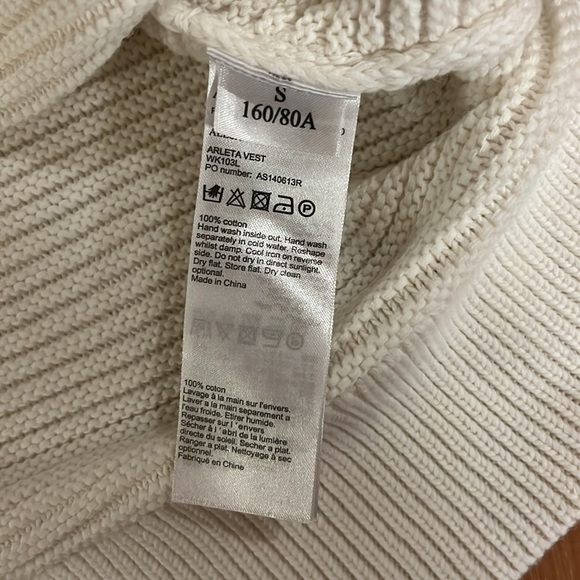 S
160/80A
ARLETA VEST
WK103L
PO number: AS140613R
P
100% cotton
Hand wash inside out. Hand wash
separately in cold water. Reshape
whilst damp. Cool iron on reverse
side. Do not dry in direct sunlight.
Dry flat. Store flat. Dry clean
optional.
Made in China
100% coton
Lavage à la main sur l'envers.
Laver a la main separement a
l'eau froide. Etirer humide.
Repasser sur l ' envers
Sécher à l ' abri de la lumière
directe du soleil. Secher a plat.
Ranger a plat. Nettoyage à sec
optionnel.
Fabriqué en Chine